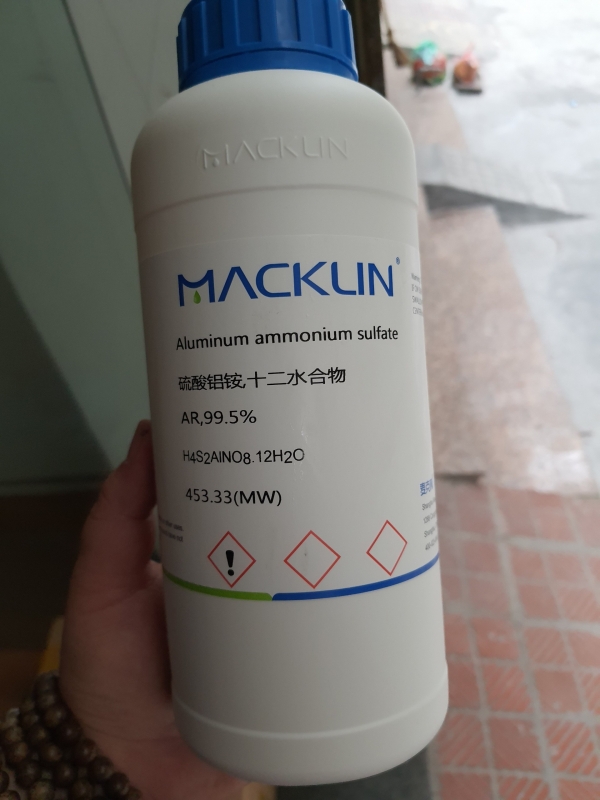 MACKLIN
MACKLIN®
Aluminum ammonium sulfate
硫酸铝铵,十二水合物
AR,99.5%
H4S2AlNO8.12H2O
453.33(MW)